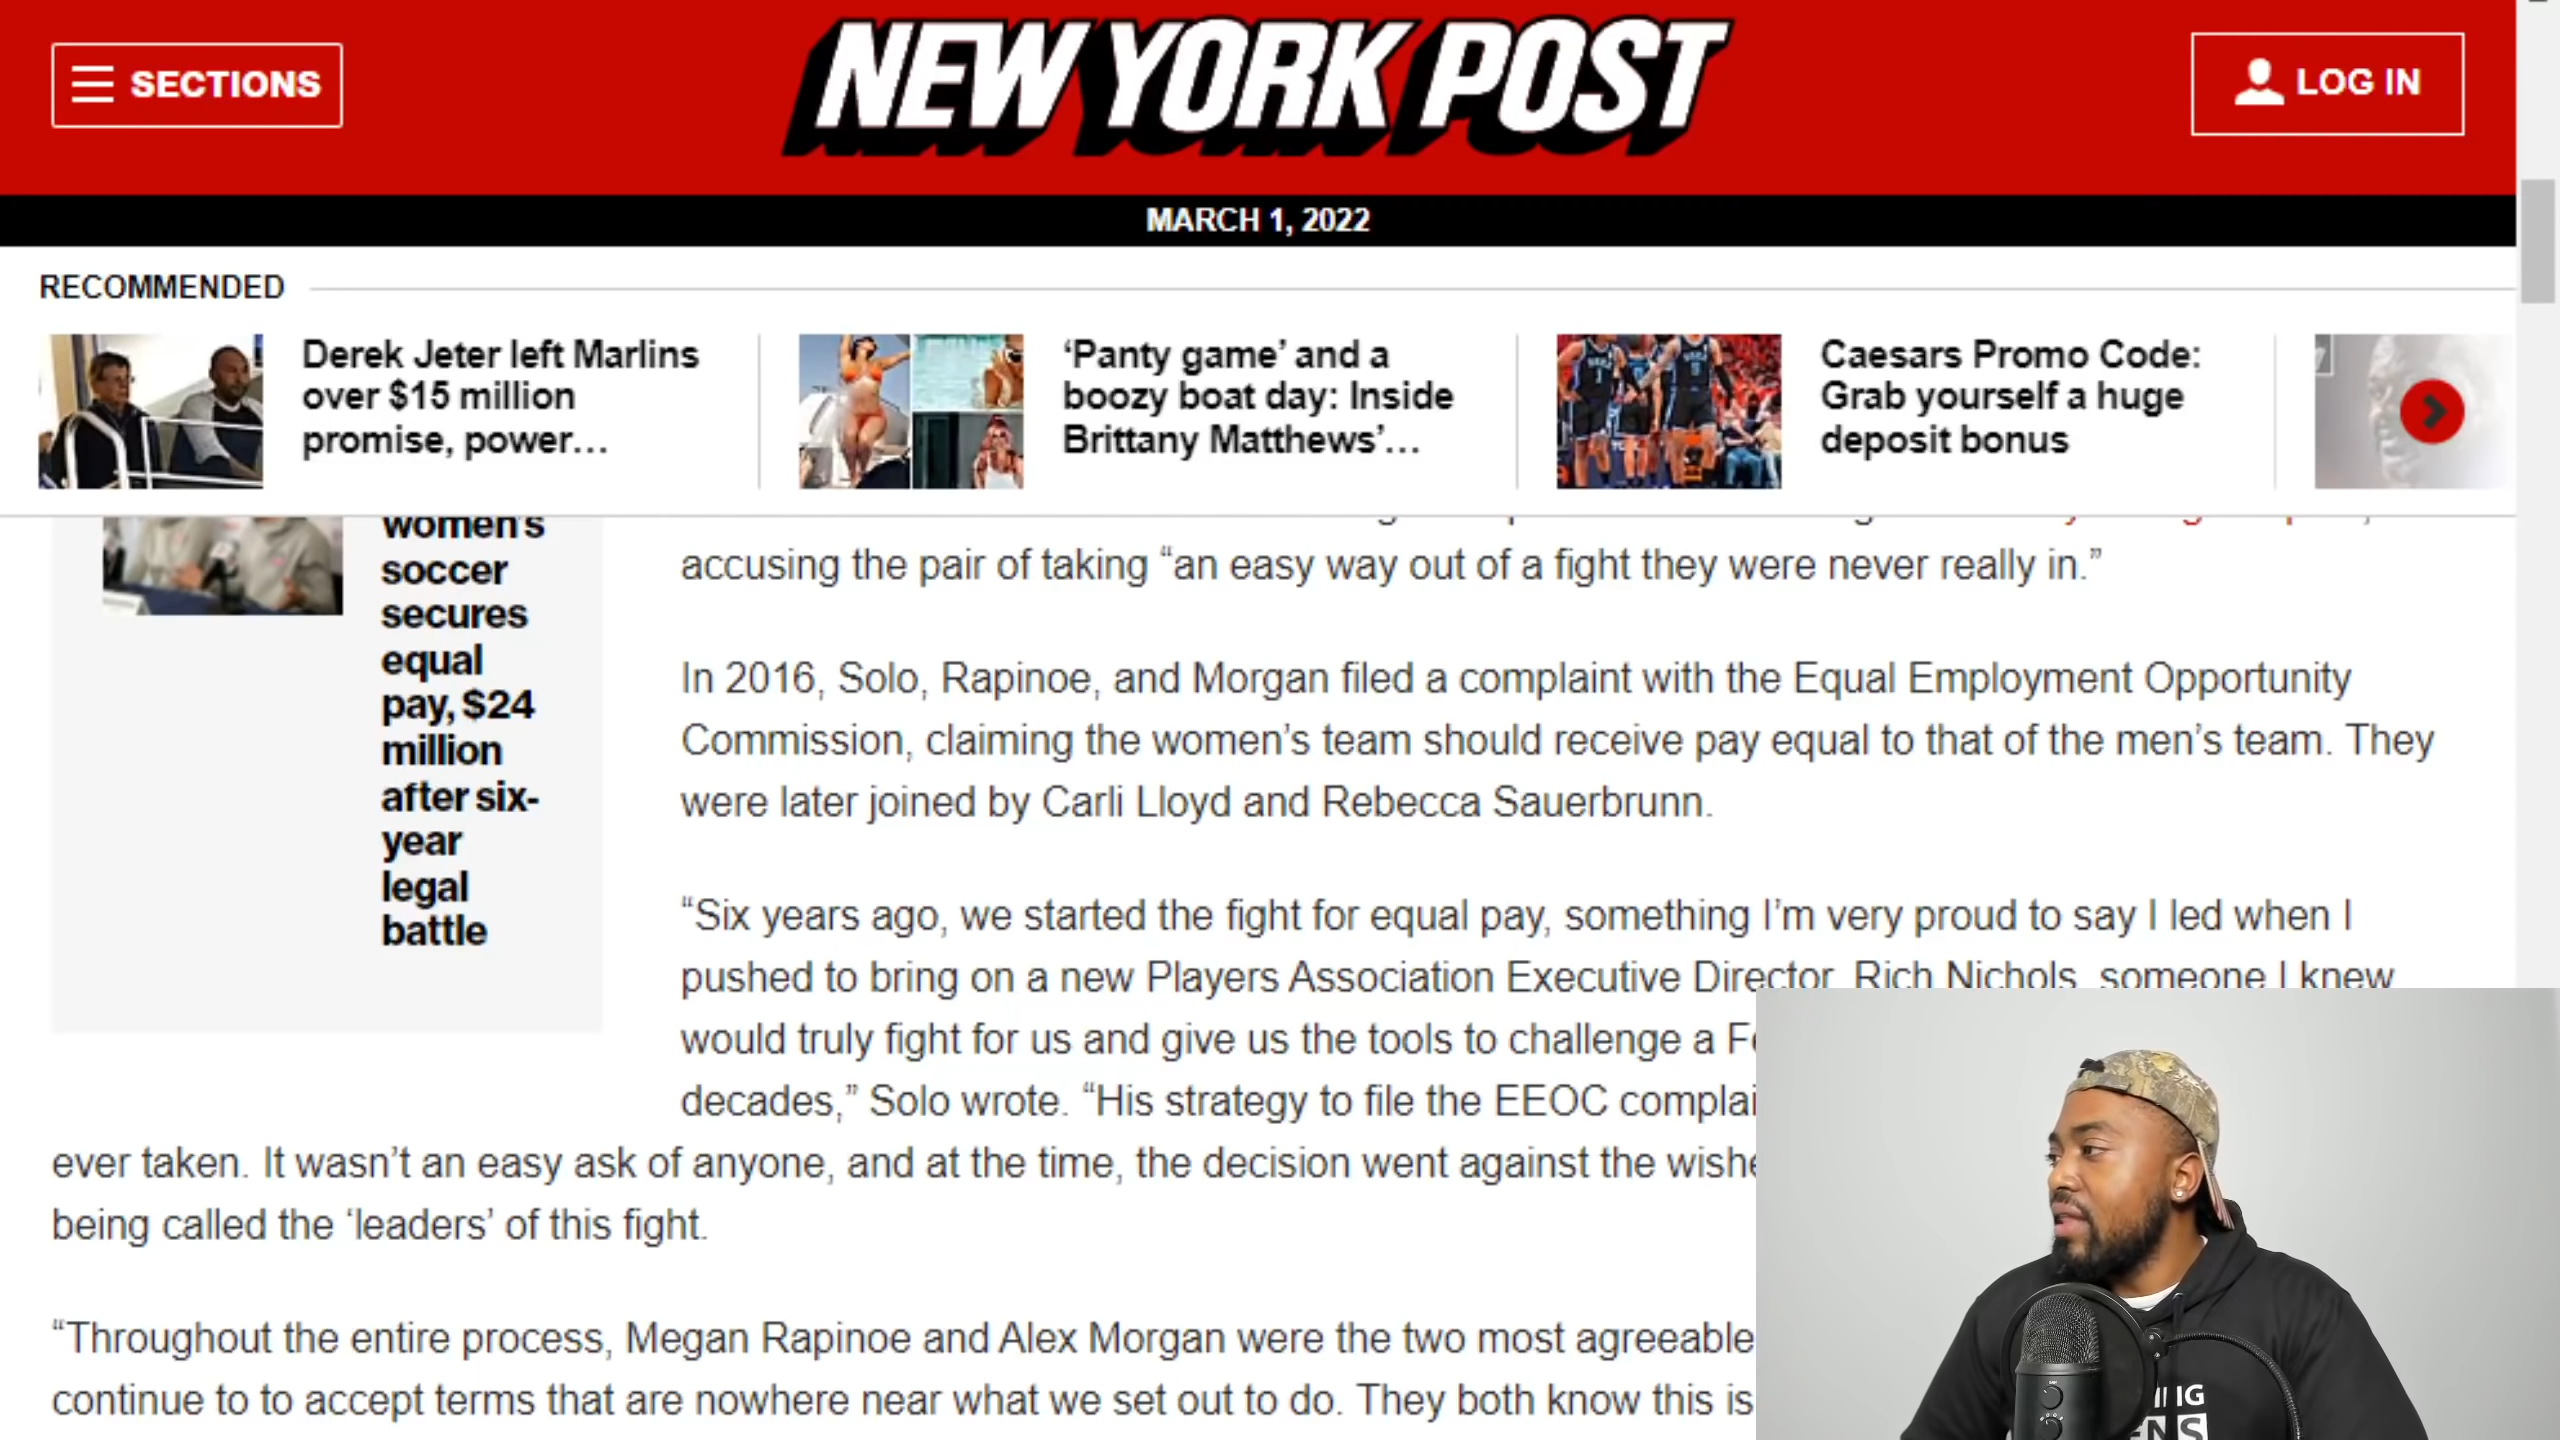 SECTIONS
NEW YORK POST
LOG IN
MARCH 1, 2022
RECOMMENDED
Derek Jeter left Marlins
over $15 million
promise, power...
‘Panty game’ and a
boozy boat day: Inside
Brittany Matthews’...
Caesars Promo Code:
Grab yourself a huge
deposit bonus
women’s
soccer
secures
equal
pay, $24
million
after six-
year
legal
battle
accusing the pair of taking “an easy way out of a fight they were never really in.”
In 2016, Solo, Rapinoe, and Morgan filed a complaint with the Equal Employment Opportunity
Commission, claiming the women’s team should receive pay equal to that of the men’s team. They
were later joined by Carli Lloyd and Rebecca Sauerbrunn.
“Six years ago, we started the fight for equal pay, something I’m very proud to say I led when I
pushed to bring on a new Players Association Executive Director, Rich Nichols, someone I knew
would truly fight for us and give us the tools to challenge a
decades,” Solo wrote. “His strategy to file the EEOC
ever taken. It wasn’t an easy ask of anyone, and at the time, the decision went against the
being called the ‘leaders’ of this fight.
“Throughout the entire process, Megan Rapinoe and Alex Morgan were the two most agreeable
continue to to accept terms that are nowhere near what we set out to do. They both know this is